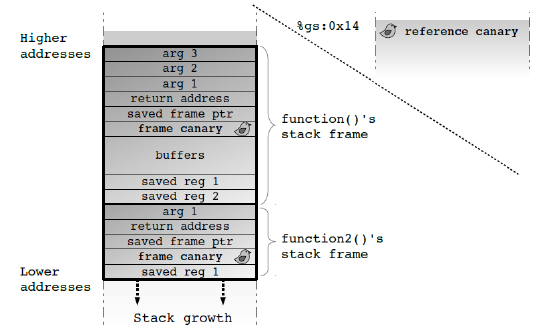 %gs:0x14
reference canary
Higher
addresses
arg 3
arg 2
arg 1
return address
saved frame ptr
frame canary
buffers
saved reg 1
saved reg 2
function()'s
stack frame
arg 1
return address
saved frame ptr
frame canary
saved reg 1
function2()'s
stack frame
Lower
addresses
Stack growth